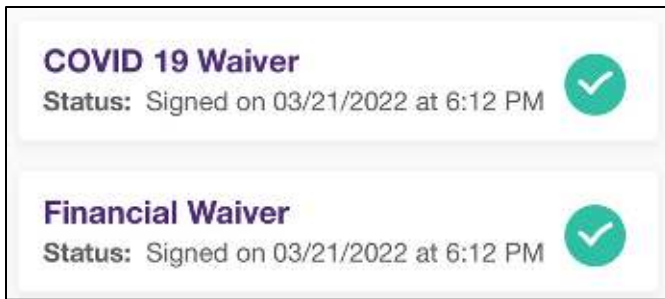 COVID 19 Waiver
Status: Signed on 03/21/2022 at 6:12 PM
Financial Waiver
Status: Signed on 03/21/2022 at 6:12 PM